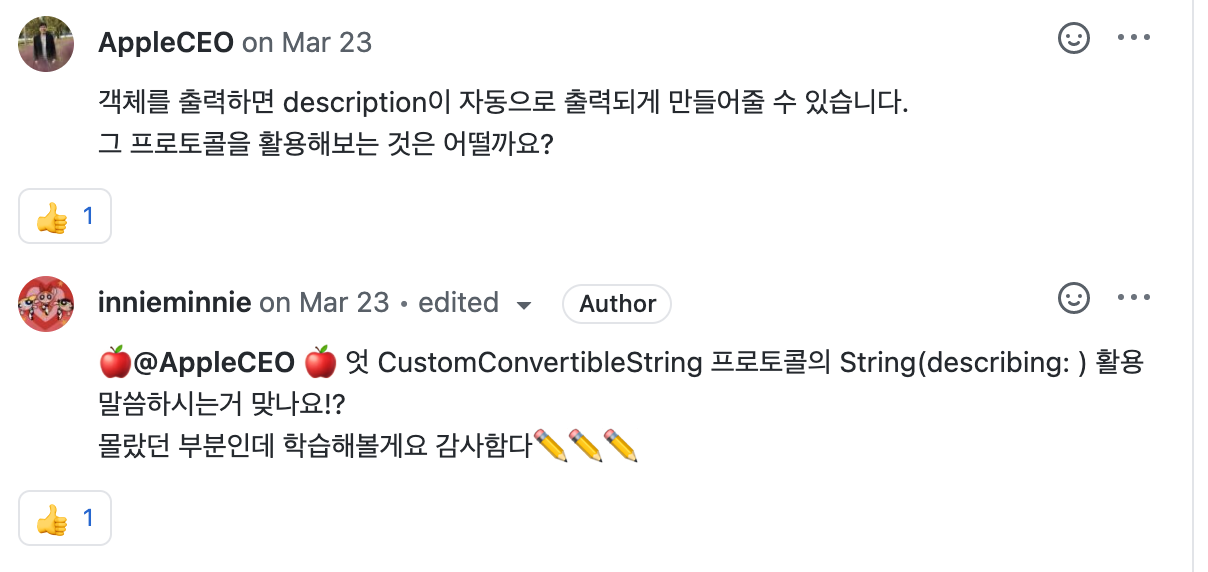 AppleCEO on Mar 23
객체를 출력하면 description이 자동으로 출력되게 만들어줄 수 있습니다.
그 프로토콜을 활용해보는 것은 어떨까요?
👍 1
innieminnie on Mar 23 • edited Author
🍎@AppleCEO 🍎 엇 CustomConvertibleString 프로토콜의 String(describing: ) 활용
말씀하시는거 맞나요!?
몰랐던 부분인데 학습해볼게요 감사함다✏️✏️✏️
👍 1